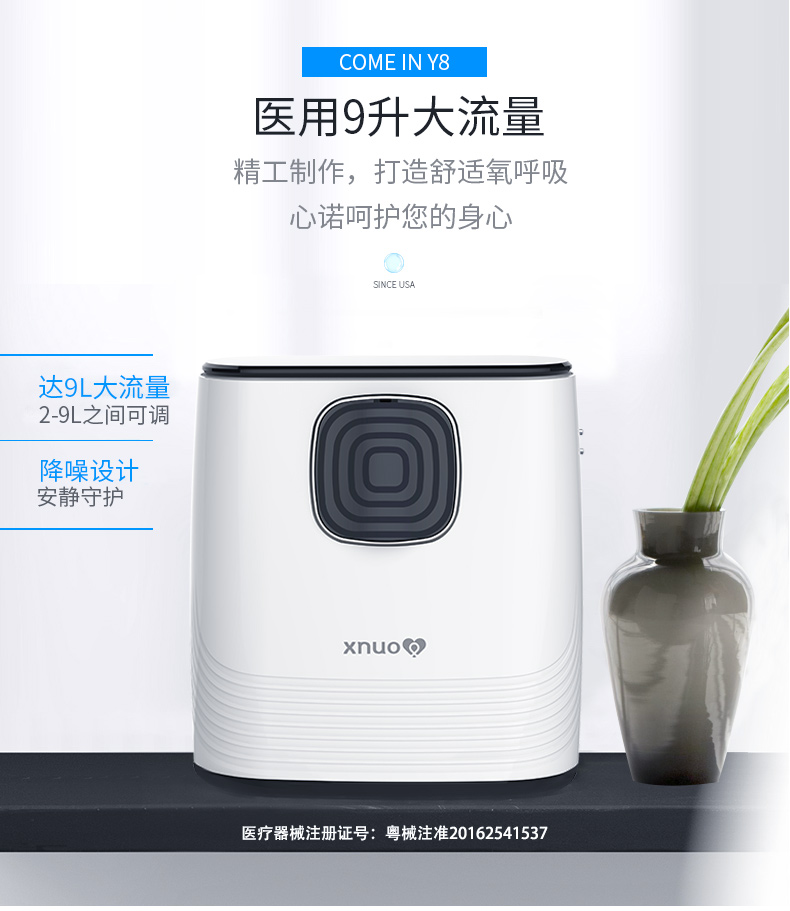 COME IN Y8
医用9升大流量
精工制作，打造舒适氧呼吸
心诺呵护您的身心
SINCE USA
达9L大流量
2-9L之间可调
降噪设计
安静守护
xnuo
医疗器械注册证号：粤械注准20162541537